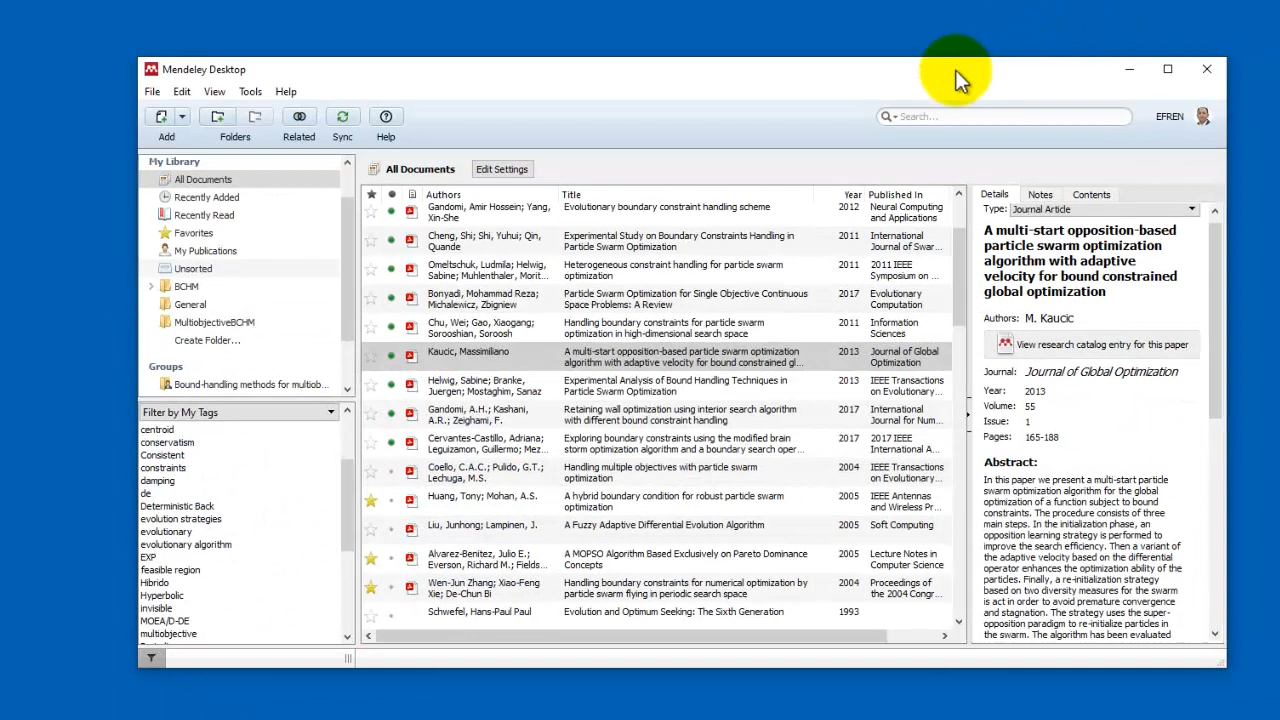 Mendeley Desktop
File Edit View Tools Help
Add Folders Related Sync Help
Search...
EFREN
My Library
All Documents
Recently Added
Recently Read
Favorites
My Publications
Unsorted
BCHM
General
MultiobjectiveBCHM
Create Folder...
Groups
Bound-handling methods for multiob...
Filter by My Tags
centroid
conservatism
Consistent
constraints
damping
de
Deterministic Back
evolution strategies
evolutionary
evolutionary algorithm
EXP
feasible region
Hibrido
Hyperbolic
invisible
MOEA/D-DE
multiobjective
All Documents Edit Settings
Authors Title Year Published In
Gandomi, Amir Hossein; Yang, Evolutionary boundary constraint handling scheme 2012 Neural Computing
Xin-She and Applications
Cheng, Shi; Shi, Yuhui; Qin, Experimental Study on Boundary Constraints Handling in 2011 International
Quande Particle Swarm Optimization Journal of Swar...
Omeltschuk, Ludmila; Helwig, Heterogeneous constraint handling for particle swarm 2011 2011 IEEE
Sabine; Muhlenthaler, Morit... optimization Symposium on ...
Bonyadi, Mohammad Reza; Particle Swarm Optimization for Single Objective Continuous 2017 Evolutionary
Michalewicz, Zbigniew Space Problems: A Review Computation
Chu, Wei; Gao, Xiaogang; Handling boundary constraints for particle swarm 2011 Information
Sorooshian, Soroosh optimization in high-dimensional search space Sciences
Kaucic, Massimiliano A multi-start opposition-based particle swarm optimization 2013 Journal of Global
algorithm with adaptive velocity for bound constrained gl... Optimization
Helwig, Sabine; Branke, Experimental Analysis of Bound Handling Techniques in 2013 IEEE Transactions
Juergen; Mostaghim, Sanaz Particle Swarm Optimization on Evolutionary...
Gandomi, A.H.; Kashani, Retaining wall optimization using interior search algorithm 2017 International
A.R.; Zeighami, F. with different bound constraint handling Journal for Num...
Cervantes-Castillo, Adriana; Exploring boundary constraints using the modified brain 2017 2017 IEEE
Leguizamon, Guillermo; Mez... storm optimization algorithm and a boundary search oper... International A...
Coello, C.A.C.; Pulido, G.T.; Handling multiple objectives with particle swarm 2004 IEEE Transactions
Lechuga, M.S. optimization on Evolutionary...
Huang, Tony; Mohan, A.S. A hybrid boundary condition for robust particle swarm 2005 IEEE Antennas
optimization and Wireless Pr...
Liu, Junhong; Lampinen, J. A Fuzzy Adaptive Differential Evolution Algorithm 2005 Soft Computing
Alvarez-Benitez, Julio E.; A MOPSO Algorithm Based Exclusively on Pareto Dominance 2005 Lecture Notes in
Everson, Richard M.; Fields... Concepts Computer Science
Wen-Jun Zhang; Xiao-Feng Handling boundary constraints for numerical optimization by 2004 Proceedings of
Xie; De-Chun Bi particle swarm flying in periodic search space the 2004 Congr...
Schwefel, Hans-Paul Paul Evolution and Optimum Seeking: The Sixth Generation 1993
Details Notes Contents
Type: Journal Article
A multi-start opposition-based
particle swarm optimization
algorithm with adaptive
velocity for bound constrained
global optimization
Authors: M. Kaucic
View research catalog entry for this paper
Journal: Journal of Global Optimization
Year: 2013
Volume: 55
Issue: 1
Pages: 165-188
Abstract:
In this paper we present a multi-start particle
swarm optimization algorithm for the global
optimization of a function subject to bound
constraints. The procedure consists of three
main steps. In the initialization phase, an
opposition learning strategy is performed to
improve the search efficiency. Then a variant of
the adaptive velocity based on the differential
operator enhances the optimization ability of the
particles. Finally, a re-initialization strategy
based on two diversity measures for the swarm
is act in order to avoid premature convergence
and stagnation. The strategy uses the super-
opposition paradigm to re-initialize particles in
the swarm. The algorithm has been evaluated